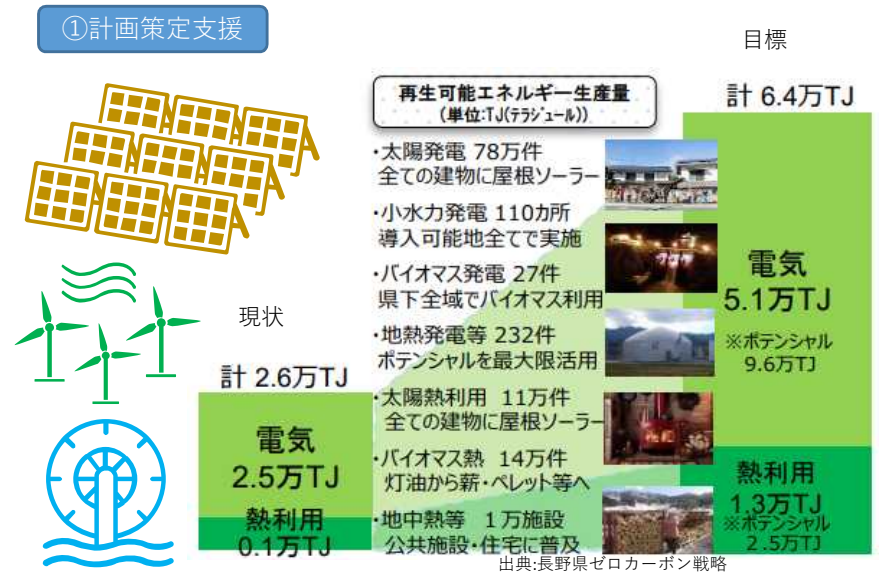 ①計画策定支援
目標
再生可能エネルギー生産量
(単位:TJ(テラジュール))
計 6.4万TJ
・太陽発電 78万件
全ての建物に屋根ソーラー
・小水力発電 110カ所
導入可能地全てで実施
・バイオマス発電 27件
県下全域でバイオマス利用
・地熱発電等 232件
ポテンシャルを最大限活用
・太陽熱利用 11万件
全ての建物に屋根ソーラー
・バイオマス熱 14万件
灯油から薪・ペレット等へ
・地中熱等 1万施設
公共施設・住宅に普及
電気
5.1万TJ
※ポテンシャル
9.6万TJ
熱利用
1.3万TJ
※ポテンシャル
2.5万TJ
現状
計 2.6万TJ
電気
2.5万TJ
熱利用
0.1万TJ
出典:長野県ゼロカーボン戦略